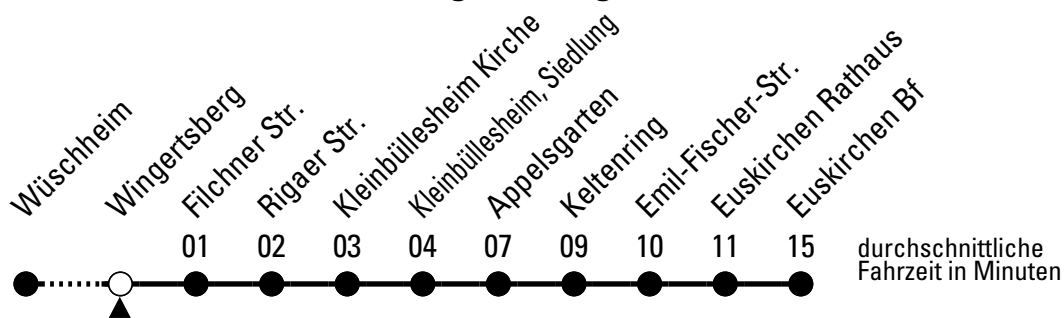 Wüschheim
Wingertsberg
Filchner Str.
Rigaer Str.
Kleinbüllesheim Kirche
Kleinbüllesheim, Siedlung
Appelsgarten
Keltenring
Emil-Fischer-Str.
Euskirchen Rathaus
Euskirchen Bf
01 02 03 04 07 09 10 11 15
durchschnittliche
Fahrzeit in Minuten